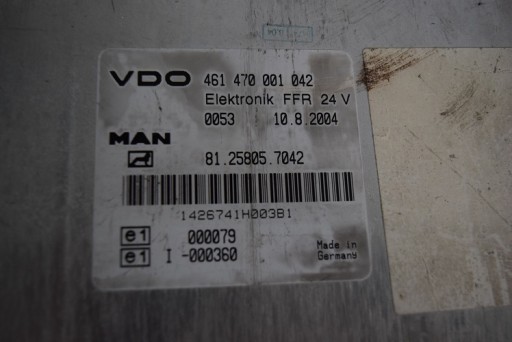 VDO 461 470 001 042
Elektronik FFR 24 V
0053 10.8.2004
MAN
81.25805.7042
1426741H003B1
e1 000079
e1 I -000360
Made in
Germany